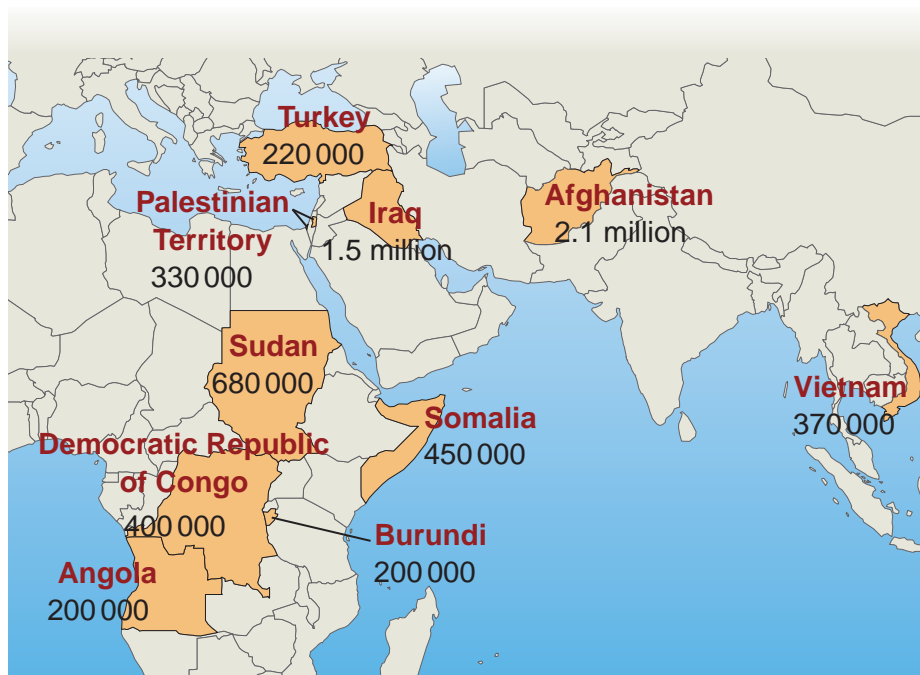 Turkey
220 000
Palestinian
Territory
330 000
Iraq
1.5 million
Afghanistan
2.1 million
Sudan
680 000
Somalia
450 000
Vietnam
370 000
Democratic Republic
of Congo
400 000
Burundi
200 000
Angola
200 000